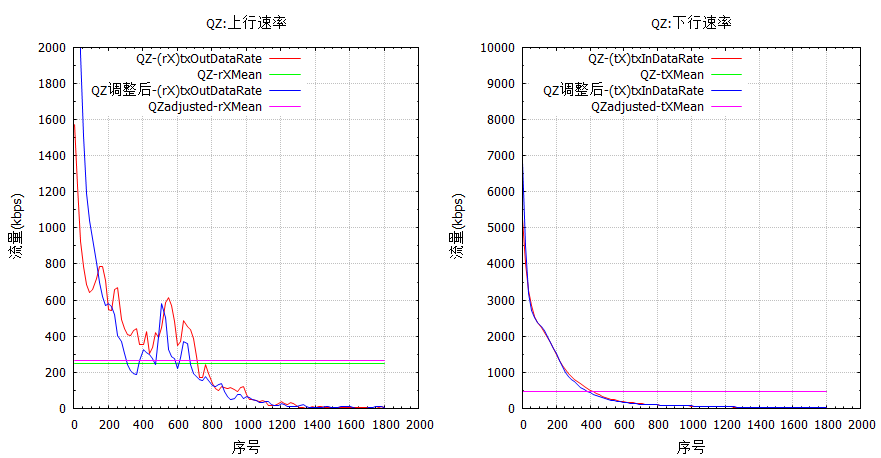 QZ:上行速率
QZ-(rX)txOutDataRate
QZ-rXMean
QZ调整后-(rX)txOutDataRate
QZadjusted-rXMean
2000
1800
1600
1400
1200
1000
800
600
400
200
0
流量(kbps)
0 200 400 600 800 1000 1200 1400 1600 1800 2000
序号
QZ:下行速率
QZ-(tX)txInDataRate
QZ-tXMean
QZ调整后-(tX)txInDataRate
QZadjusted-tXMean
10000
9000
8000
7000
6000
5000
4000
3000
2000
1000
0
流量(kbps)
0 200 400 600 800 1000 1200 1400 1600 1800 2000
序号